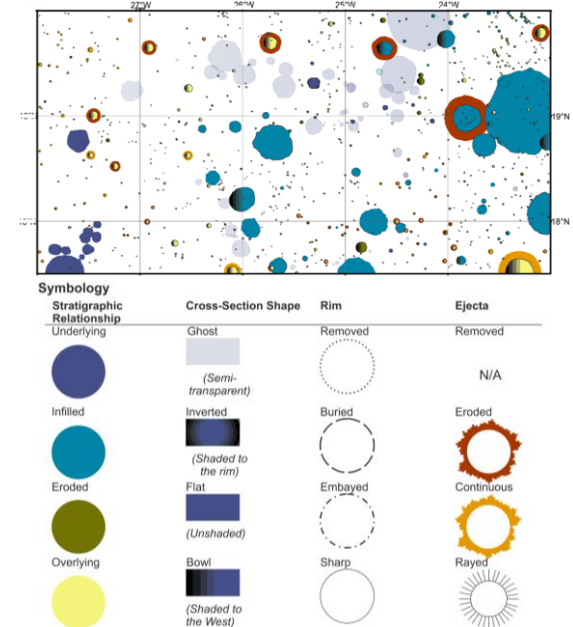 27°W 26°W 25°W 24°W
19°N
18°N
Symbology
Stratigraphic Relationship Cross-Section Shape Rim Ejecta
Underlying Ghost Removed Removed
(Semi-
transparent)
N/A
Infilled Inverted Buried Eroded
(Shaded to
the rim)
Eroded Flat Embayed Continuous
(Unshaded)
Overlying Bowl Sharp Rayed
(Shaded to
the West)